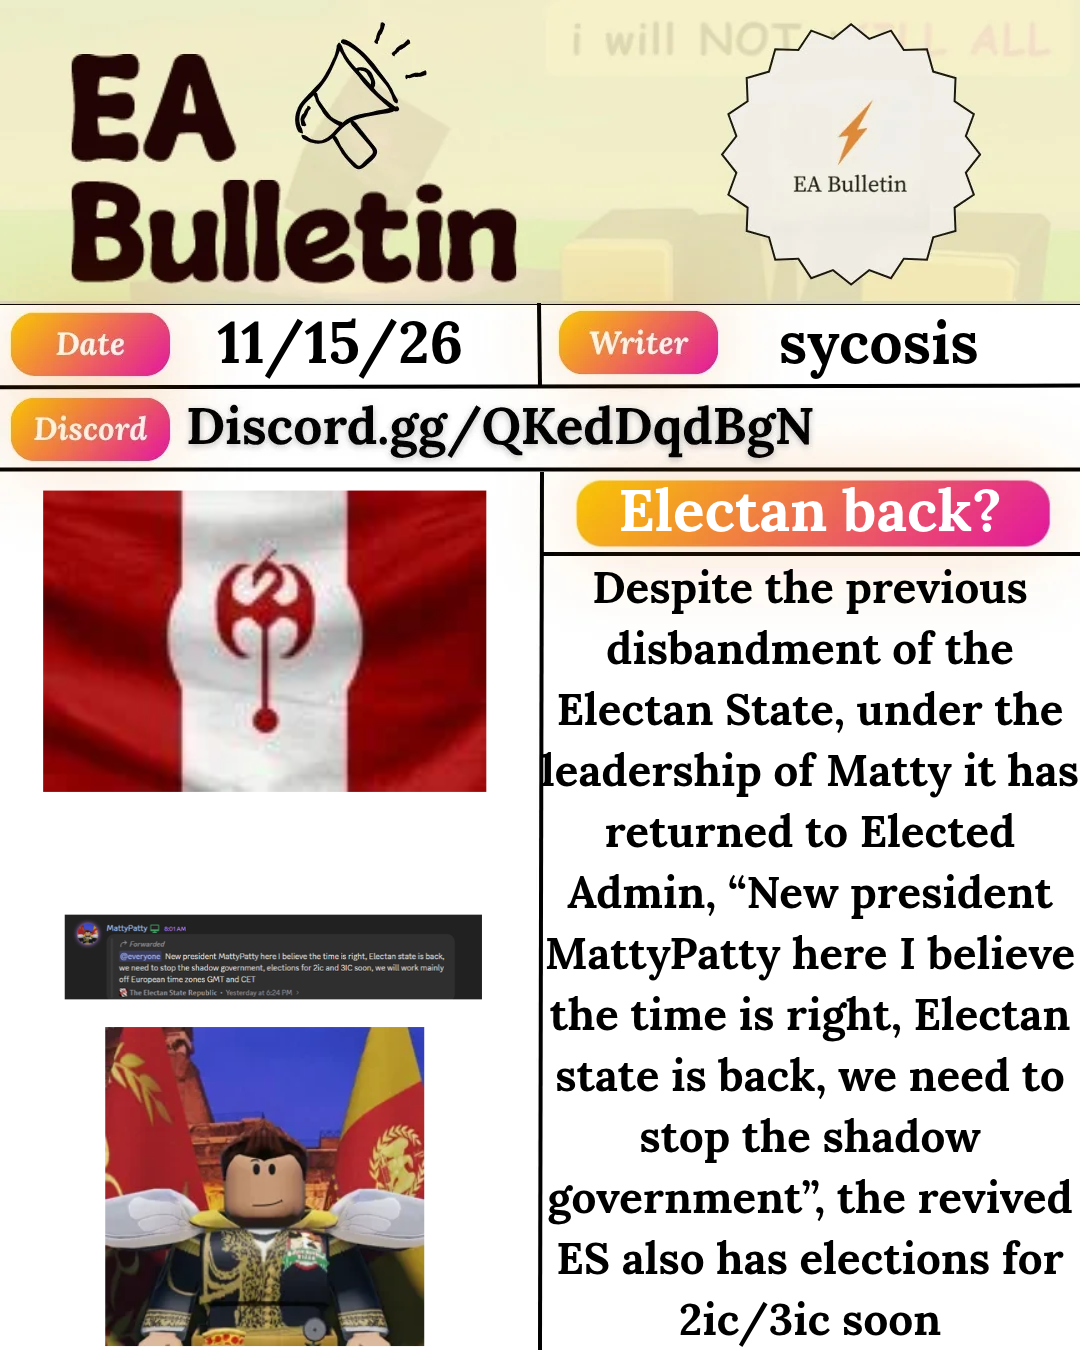 i will NOT KILL ALL
EA
Bulletin
EA Bulletin
Date
11/15/26
Writer
sycosis
Discord
Discord.gg/QKedDqdBgN
Electan back?
Despite the previous
disbandment of the
Electan State, under the
leadership of Matty it has
returned to Elected
Admin, “New president
MattyPatty here I believe
the time is right, Electan
state is back, we need to
stop the shadow
government”, the revived
ES also has elections for
2ic/3ic soon
MattyPatty 8:01 AM
Forwarded
@everyone New president MattyPatty here I believe the time is right, Electan state is back,
we need to stop the shadow government, elections for 2ic and 3IC soon, we will work mainly
off European time zones GMT and CET
The Electan State Republic • Yesterday at 6:24 PM >